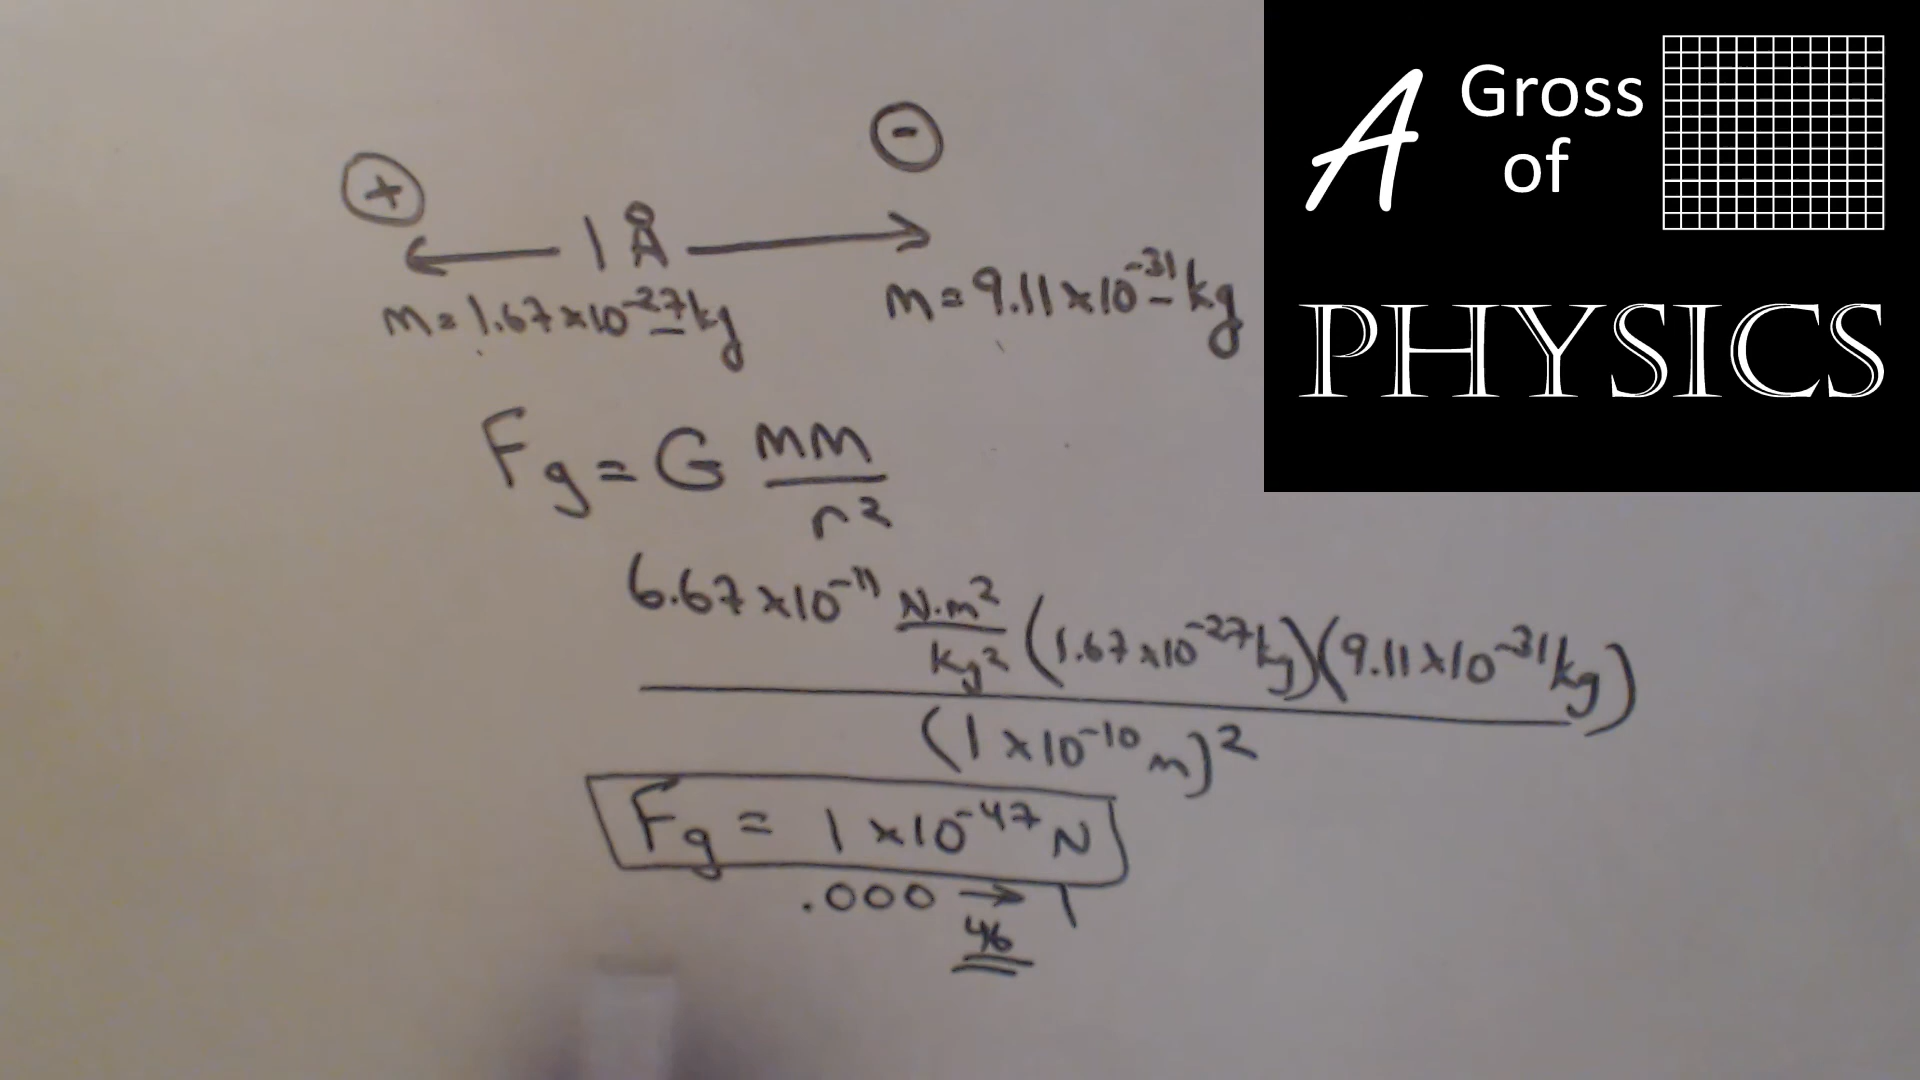 A Gross
of
PHYSICS
+ -
1 Å
m=1.67×10⁻²⁷kg m=9.11×10⁻³¹kg
Fg = G mm
r²
6.67×10⁻¹¹ N·m²/kg² (1.67×10⁻²⁷kg)(9.11×10⁻³¹kg)
(1×10⁻¹⁰m)²
Fg = 1×10⁻⁴⁷N
.000 → 1
46